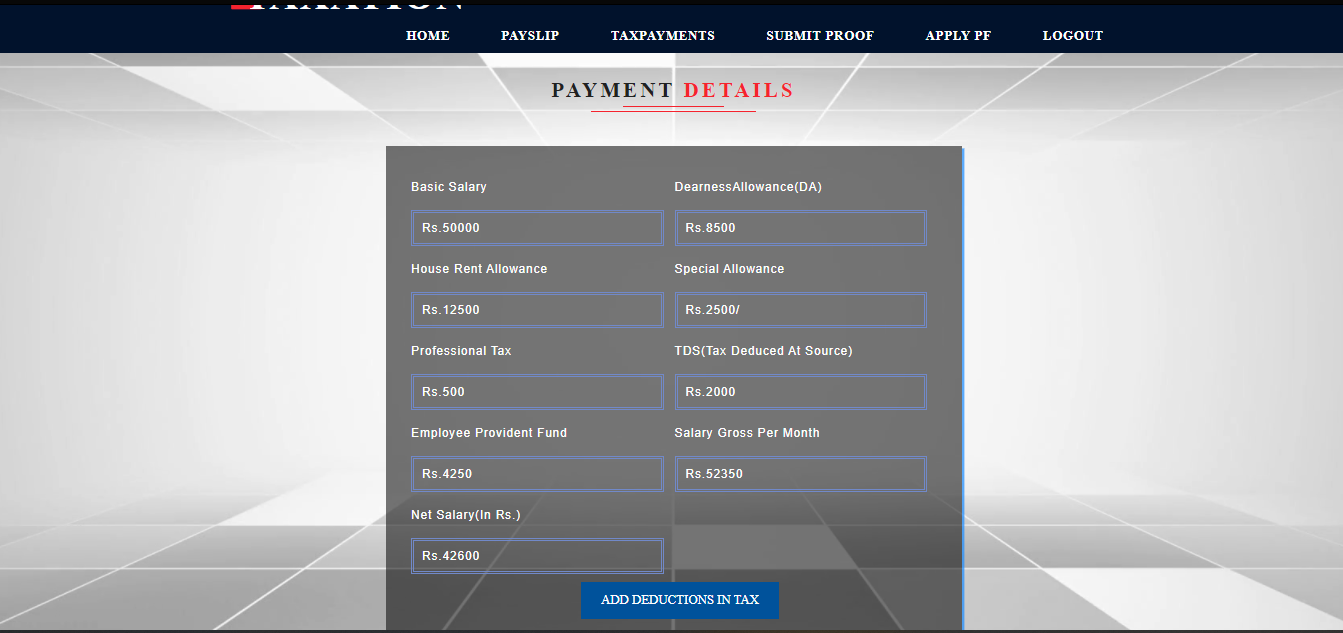 TAXATION
HOME PAYSLIP TAXPAYMENTS SUBMIT PROOF APPLY PF LOGOUT
PAYMENT DETAILS
Basic Salary DearnessAllowance(DA)
Rs.50000 Rs.8500
House Rent Allowance Special Allowance
Rs.12500 Rs.2500/
Professional Tax TDS(Tax Deducted At Source)
Rs.500 Rs.2000
Employee Provident Fund Salary Gross Per Month
Rs.4250 Rs.52350
Net Salary(In Rs.)
Rs.42600
ADD DEDUCTIONS IN TAX